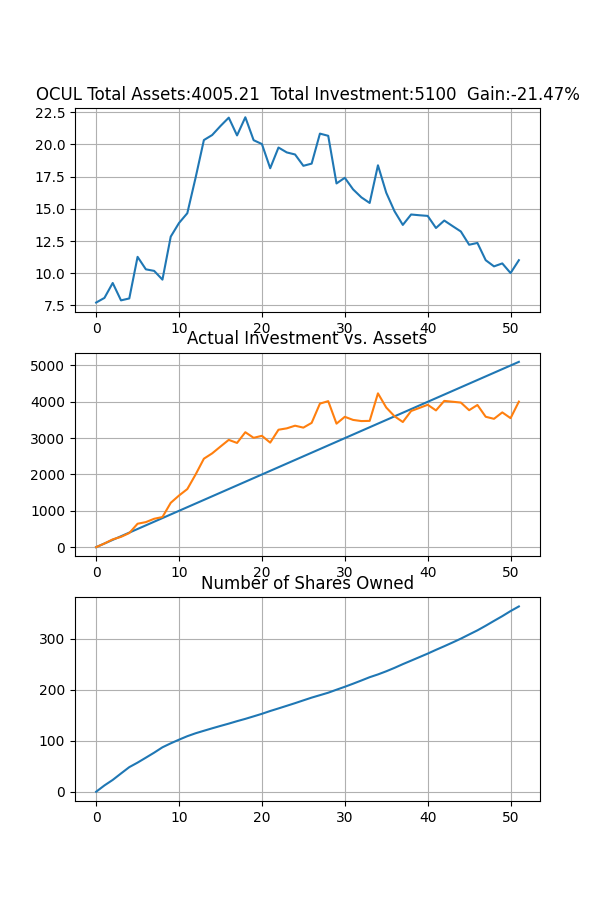 OCUL Total Assets:4005.21  Total Investment:5100  Gain:-21.47%
22.5
20.0
17.5
15.0
12.5
10.0
7.5
0 10 20 30 40 50
Actual Investment vs. Assets
5000
4000
3000
2000
1000
0
0 10 20 30 40 50
Number of Shares Owned
300
200
100
0
0 10 20 30 40 50